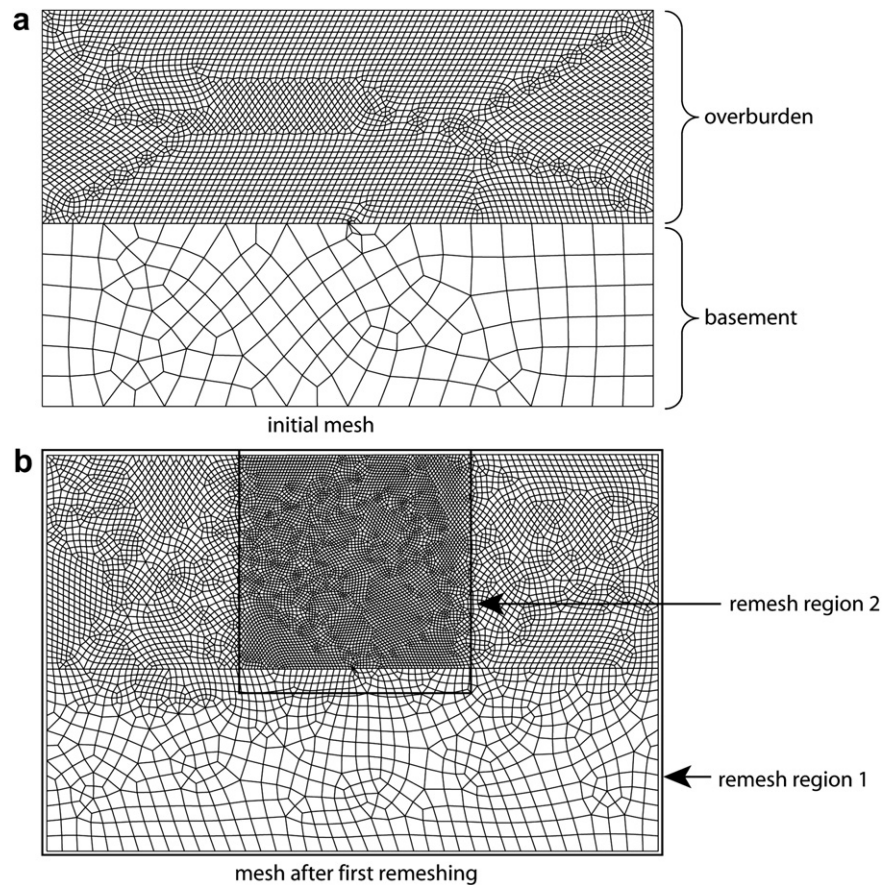 a
overburden
basement
initial mesh
b
remesh region 2
remesh region 1
mesh after first remeshing